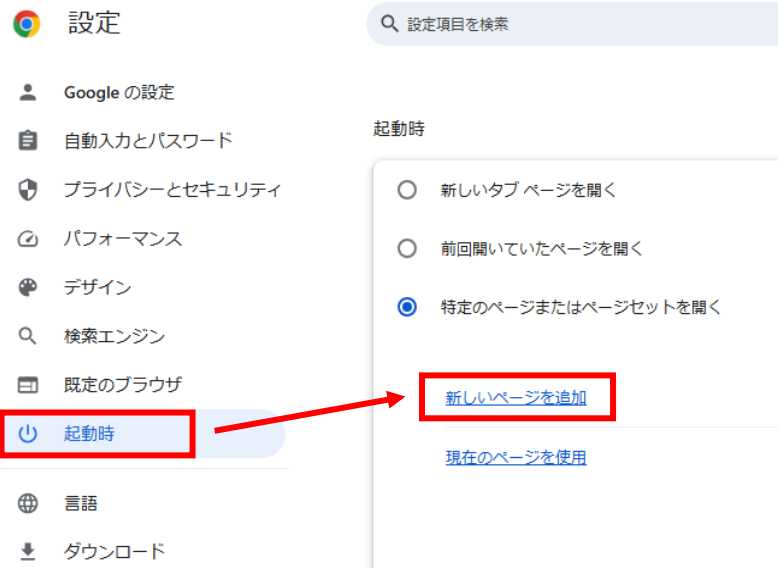 設定
設定項目を検索
Google の設定
自動入力とパスワード
プライバシーとセキュリティ
パフォーマンス
デザイン
検索エンジン
既定のブラウザ
起動時
言語
ダウンロード
起動時
新しいタブ ページを開く
前回開いていたページを開く
特定のページまたはページセットを開く
新しいページを追加
現在のページを使用